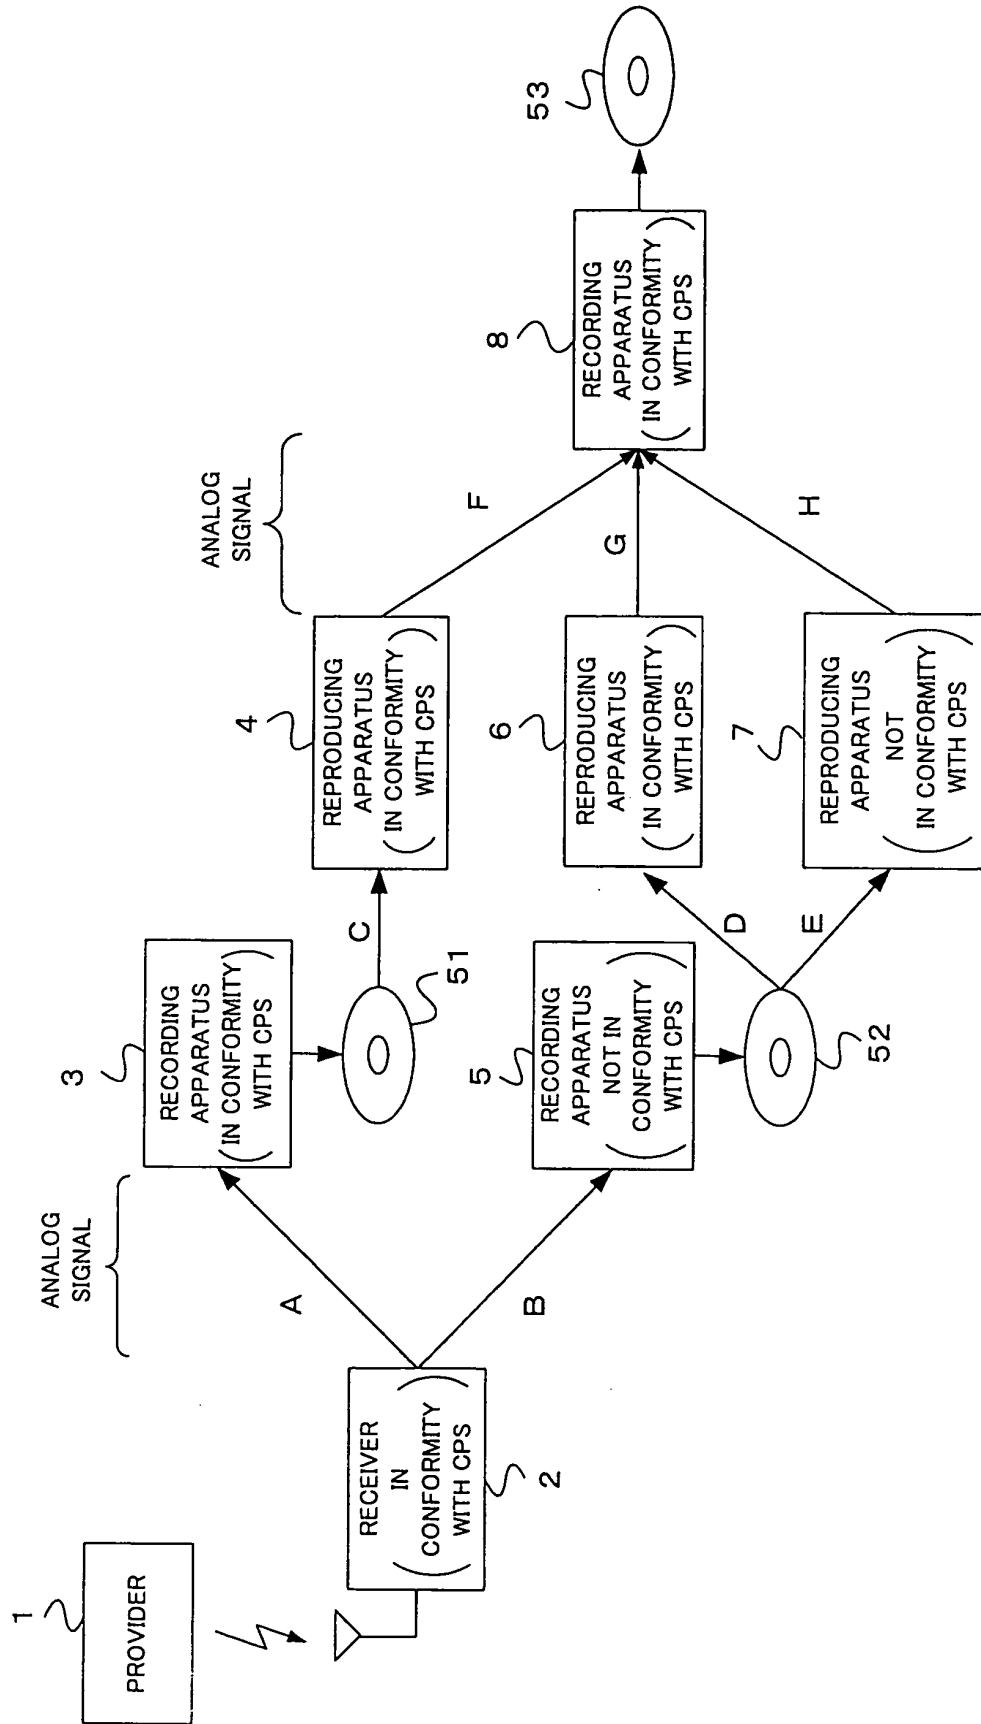 1
PROVIDER
RECEIVER
IN
CONFORMITY
WITH CPS
2
ANALOG
SIGNAL
A
B
3
RECORDING
APPARATUS
IN CONFORMITY
WITH CPS
51
C
5
RECORDING
APPARATUS
NOT IN
CONFORMITY
WITH CPS
52
D
E
4
REPRODUCING
APPARATUS
IN CONFORMITY
WITH CPS
6
REPRODUCING
APPARATUS
IN CONFORMITY
WITH CPS
7
REPRODUCING
APPARATUS
NOT
IN CONFORMITY
WITH CPS
ANALOG
SIGNAL
F
G
H
8
RECORDING
APPARATUS
IN CONFORMITY
WITH CPS
53